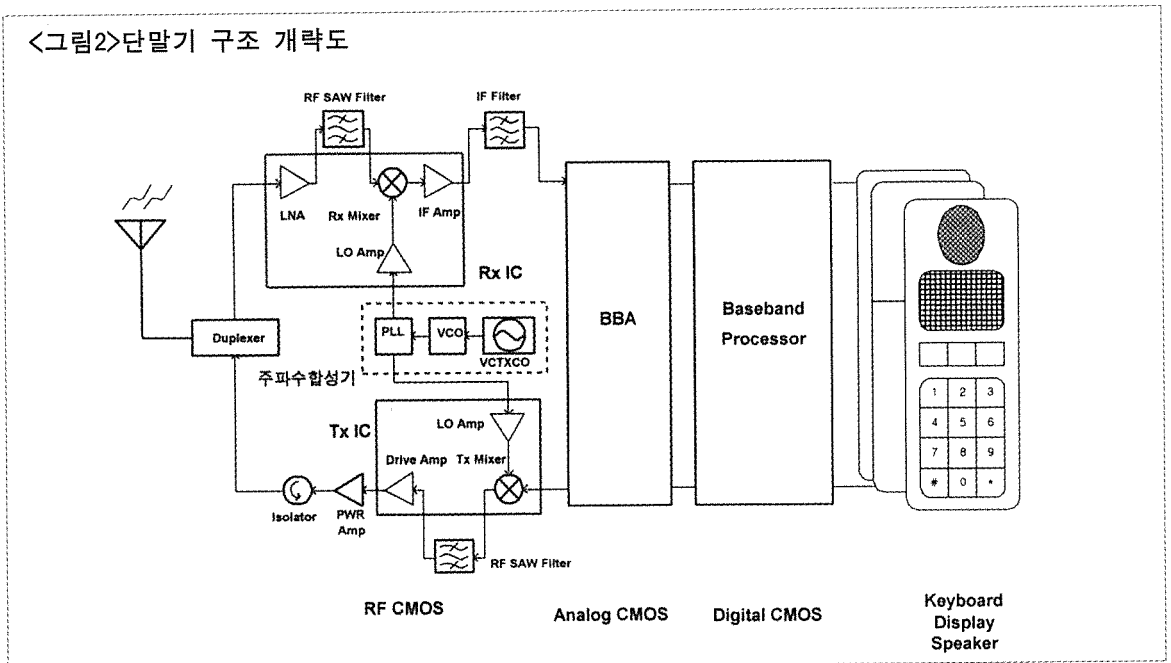 <그림2>단말기 구조 개략도
RF SAW Filter
IF Filter
LNA
Rx Mixer
IF Amp
LO Amp
Rx IC
Duplexer
PLL
VCO
VCTXCO
주파수합성기
BBA
Baseband
Processor
Tx IC
LO Amp
Drive Amp
Tx Mixer
Isolator
PWR
Amp
RF SAW Filter
1 2 3
4 5 6
7 8 9
# 0 *
RF CMOS
Analog CMOS
Digital CMOS
Keyboard
Display
Speaker